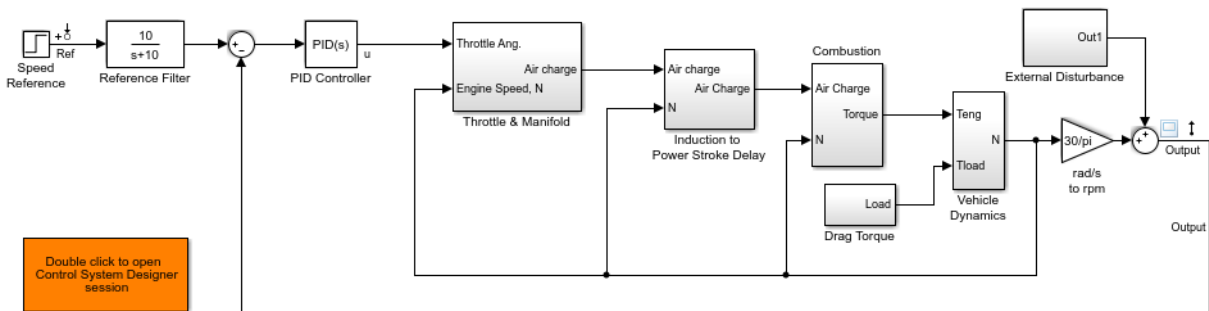 Ref
Speed
Reference
10
s+10
Reference Filter
+
−
PID(s)
PID Controller
u
Throttle Ang.
Air charge
Engine Speed, N
Throttle & Manifold
Air charge
Air Charge
N
Induction to
Power Stroke Delay
Combustion
Air Charge
Torque
N
Load
Drag Torque
Teng
N
Tload
Vehicle
Dynamics
30/pi
rad/s
to rpm
Out1
External Disturbance
+
+
Output
Output
Double click to open
Control System Designer
session